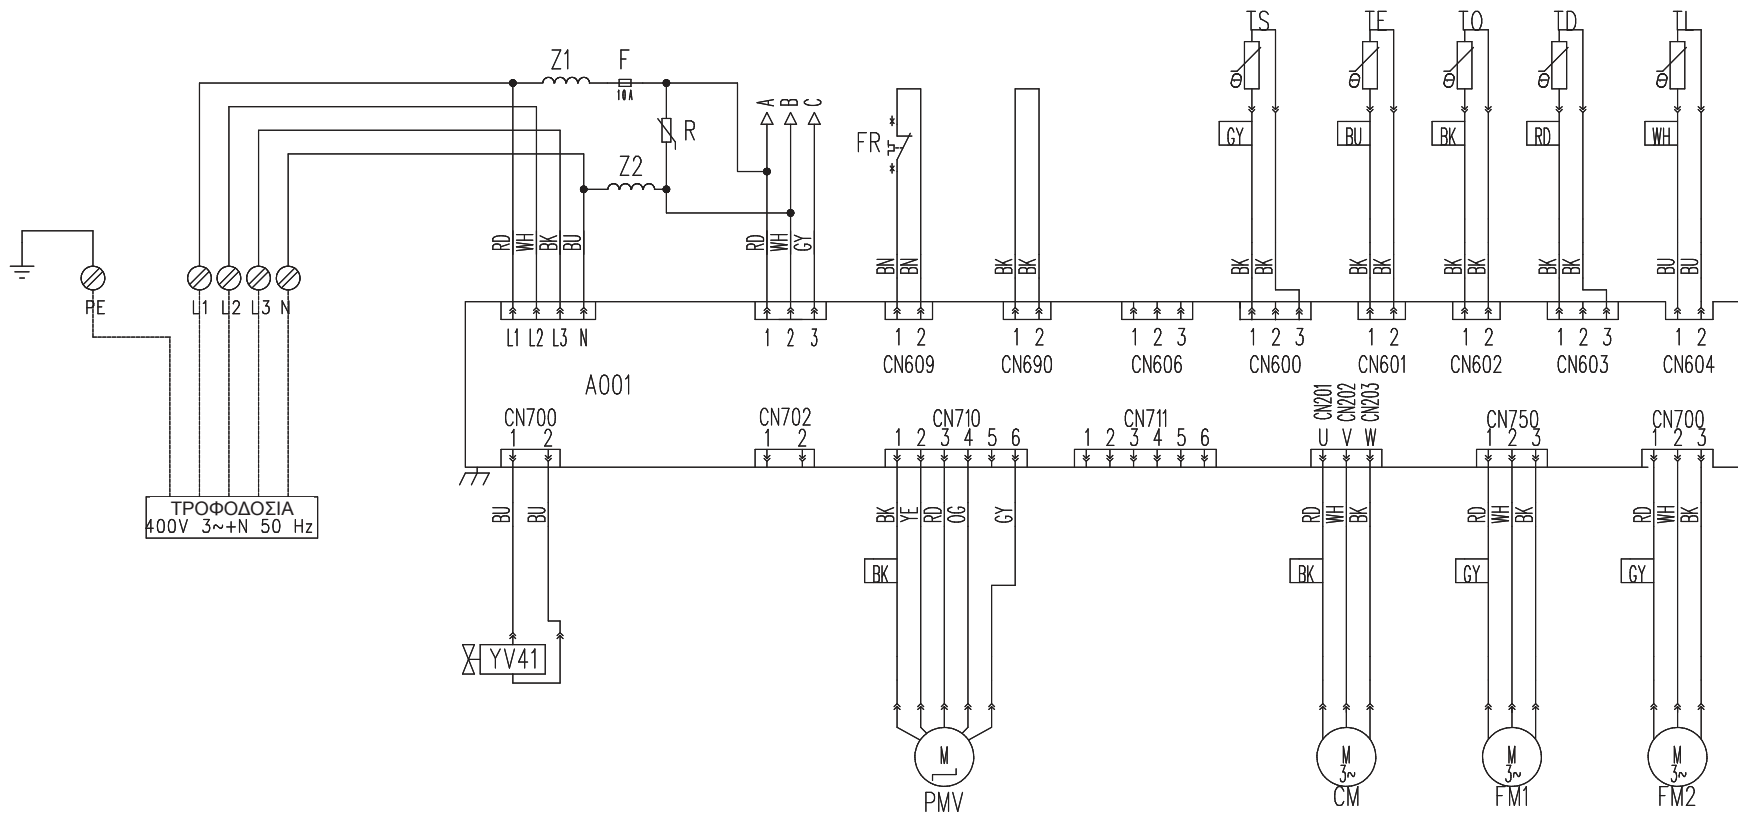 TS TE TO TD TL
Z1 F
10A
A B C
R
FR
Z2
θ θ θ θ θ
GY BU BK RD WH
RD WH BK BU RD WH GY BN BN BK BK BK BK BK BK BK BK BK BK BU BU
PE L1 L2 L3 N
L1 L2 L3 N 1 2 3 1 2 1 2 1 2 3 1 2 3 1 2 1 2 1 2 3 1 2
CN609 CN690 CN606 CN600 CN601 CN602 CN603 CN604
A001
CN201 CN202 CN203
CN700 CN702 CN710 CN711 CN750 CN700
1 2 1 2 1 2 3 4 5 6 1 2 3 4 5 6 U V W 1 2 3 1 2 3
ΤΡΟΦΟΔΟΣΙΑ
400V 3~+N 50 Hz
BU BU BK YE RD OG GY RD WH BK RD WH BK RD WH BK
BK BK GY GY
YV41
M M M M
3~ 3~ 3~
PMV CM FM1 FM2